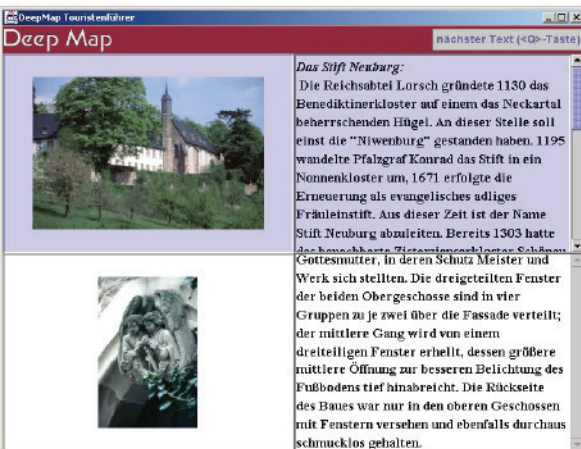 DeepMap Touristenführer
Deep Map
nächster Text (<Q>-Taste)
Das Stift Neuburg:
Die Reichsabtei Lorsch gründete 1130 das
Benediktinerkloster auf einem das Neckartal
beherrschenden Hügel. An dieser Stelle soll
einst die "Niwenburg" gestanden haben. 1195
wandelte Pfalzgraf Konrad das Stift in ein
Nonnenkloster um, 1671 erfolgte die
Erneuerung als evangelisches adliges
Fräuleinstift. Aus dieser Zeit ist der Name
Stift Neuburg abzuleiten. Bereits 1303 hatte
das benachbarte Zisterzienserkloster Schönau
Gottesmutter, in deren Schutz Meister und
Werk sich stellten. Die dreigeteilten Fenster
der beiden Obergeschosse sind in vier
Gruppen zu je zwei über die Fassade verteilt;
der mittlere Gang wird von einem
dreiteiligen Fenster erhellt, dessen größere
mittlere Öffnung zur besseren Belichtung des
Fußbodens tief hinabreicht. Die Rückseite
des Baues war nur in den oberen Geschossen
mit Fenstern versehen und ebenfalls durchaus
schmucklos gehalten.